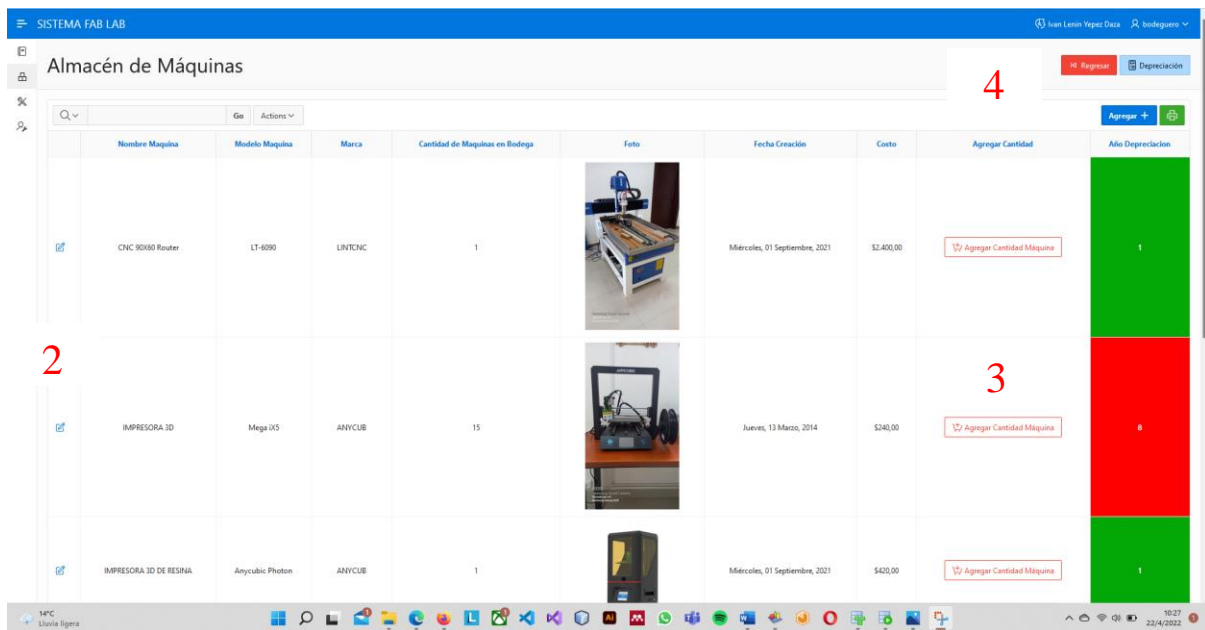 SISTEMA FAB LAB
Ivan Lenin Yepez Daza bodeguero
Almacén de Máquinas
4
Regresar Depreciación
Go Actions
Agregar +
Nombre Maquina Modelo Maquina Marca Cantidad de Maquinas en Bodega Foto Fecha Creación Costo Agregar Cantidad Año Depreciacion
CNC 90X60 Router LT-6090 LINTCNC 1 Miércoles, 01 Septiembre, 2021 $2.400,00 Agregar Cantidad Máquina 1
2
3
IMPRESORA 3D Mega iX5 ANYCUB 15 Jueves, 13 Marzo, 2014 $240,00 Agregar Cantidad Máquina 8
IMPRESORA 3D DE RESINA Anycubic Photon ANYCUB 1 Miércoles, 01 Septiembre, 2021 $420,00 Agregar Cantidad Máquina 1
14°C
Lluvia ligera
10:27
22/4/2022